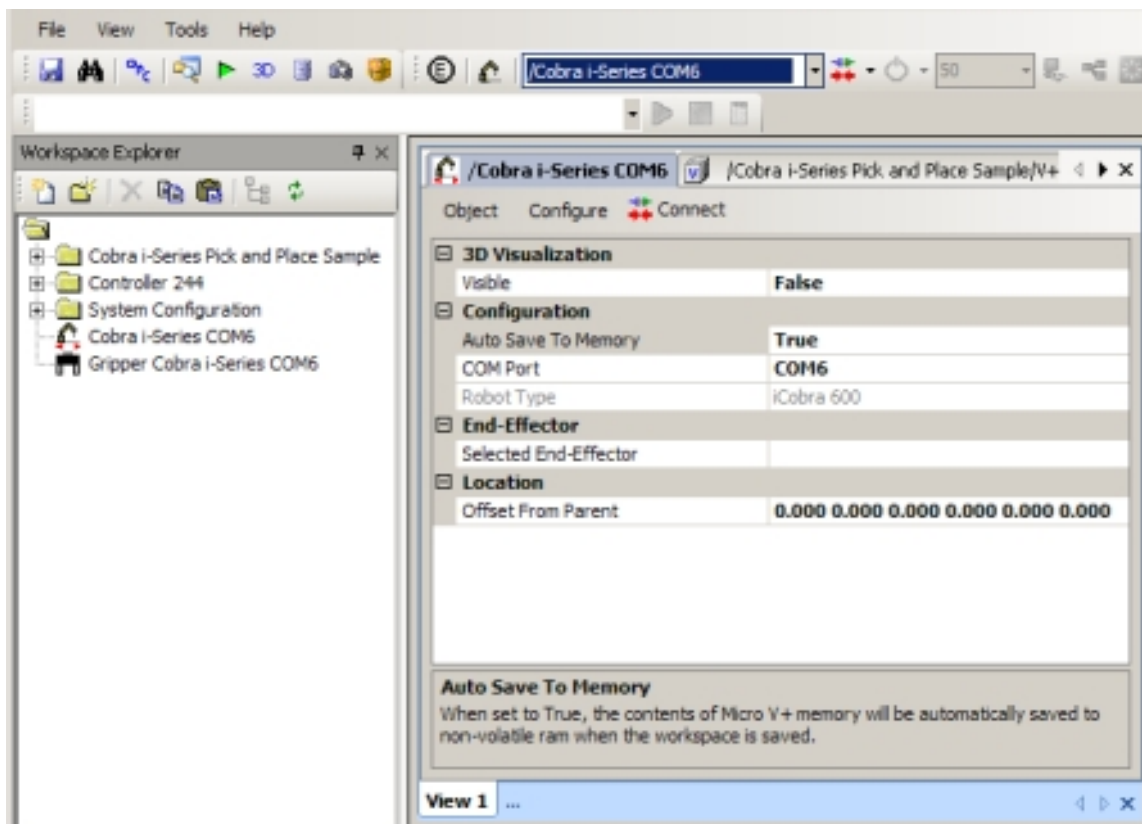 File View Tools Help
3D /Cobra i-Series COM6 50
Workspace Explorer
Cobra i-Series Pick and Place Sample
Controller 244
System Configuration
Cobra i-Series COM6
Gripper Cobra i-Series COM6
/Cobra i-Series COM6 /Cobra i-Series Pick and Place Sample/V+
Object Configure Connect
3D Visualization
Visible False
Configuration
Auto Save To Memory True
COM Port COM6
Robot Type iCobra 600
End-Effector
Selected End-Effector
Location
Offset From Parent 0.000 0.000 0.000 0.000 0.000 0.000
Auto Save To Memory
When set to True, the contents of Micro V+ memory will be automatically saved to
non-volatile ram when the workspace is saved.
View 1 ...